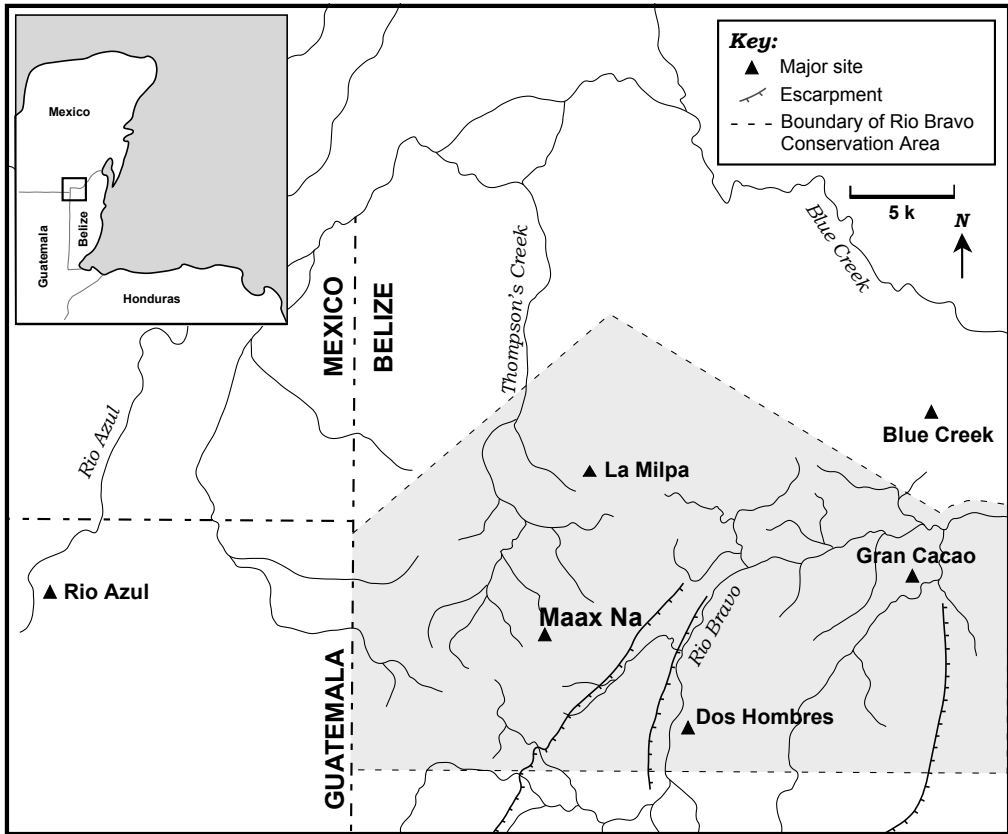 Mexico
Guatemala
Belize
Honduras
Key:
Major site
Escarpment
Boundary of Rio Bravo
Conservation Area
5 k
N
Blue Creek
Thompson's Creek
MEXICO
BELIZE
Rio Azul
Blue Creek
La Milpa
Gran Cacao
Rio Azul
Maax Na
Rio Bravo
Dos Hombres
GUATEMALA